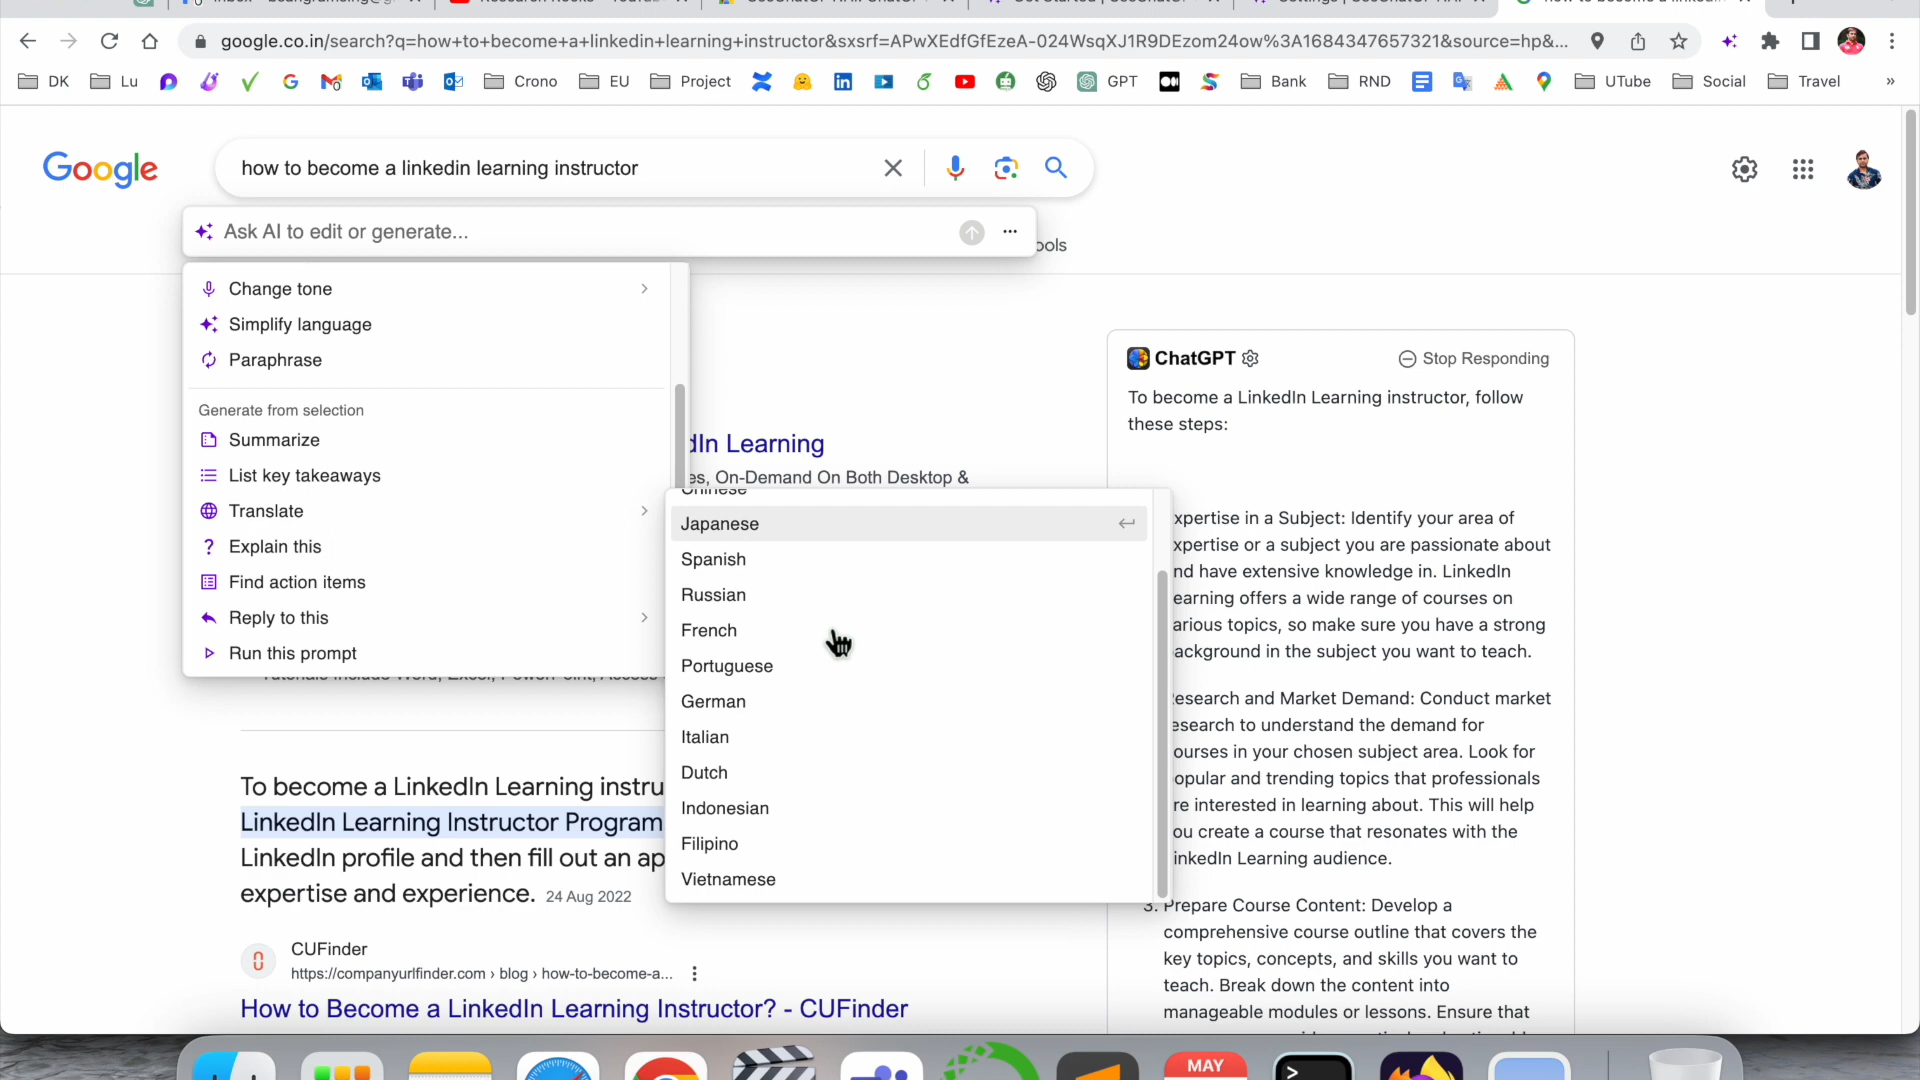 google.co.in/search?q=how+to+become+a+linkedin+learning+instructor&sxsrf=APwXEdfGfEzeA-024WsqXJ1R9DEzom24ow%3A1684347657321&source=hp&...
DK
Lu
Crono
EU
Project
GPT
Bank
RND
UTube
Social
Travel
»
Google
how to become a linkedin learning instructor
Ask AI to edit or generate...
ools
Change tone
Simplify language
Paraphrase
Generate from selection
Summarize
List key takeaways
Translate
Explain this
Find action items
Reply to this
Run this prompt
dIn Learning
es, On-Demand On Both Desktop &
Chinese
Japanese
Spanish
Russian
French
Portuguese
German
Italian
Dutch
Indonesian
Filipino
Vietnamese
To become a LinkedIn Learning instru
LinkedIn Learning Instructor Program
LinkedIn profile and then fill out an ap
expertise and experience. 24 Aug 2022
CUFinder
https://companyurlfinder.com › blog › how-to-become-a...
How to Become a LinkedIn Learning Instructor? - CUFinder
ChatGPT
Stop Responding
To become a LinkedIn Learning instructor, follow
these steps:
xpertise in a Subject: Identify your area of
xpertise or a subject you are passionate about
nd have extensive knowledge in. LinkedIn
earning offers a wide range of courses on
arious topics, so make sure you have a strong
ackground in the subject you want to teach.
esearch and Market Demand: Conduct market
esearch to understand the demand for
ourses in your chosen subject area. Look for
opular and trending topics that professionals
re interested in learning about. This will help
ou create a course that resonates with the
inkedIn Learning audience.
3. Prepare Course Content: Develop a
comprehensive course outline that covers the
key topics, concepts, and skills you want to
teach. Break down the content into
manageable modules or lessons. Ensure that
MAY